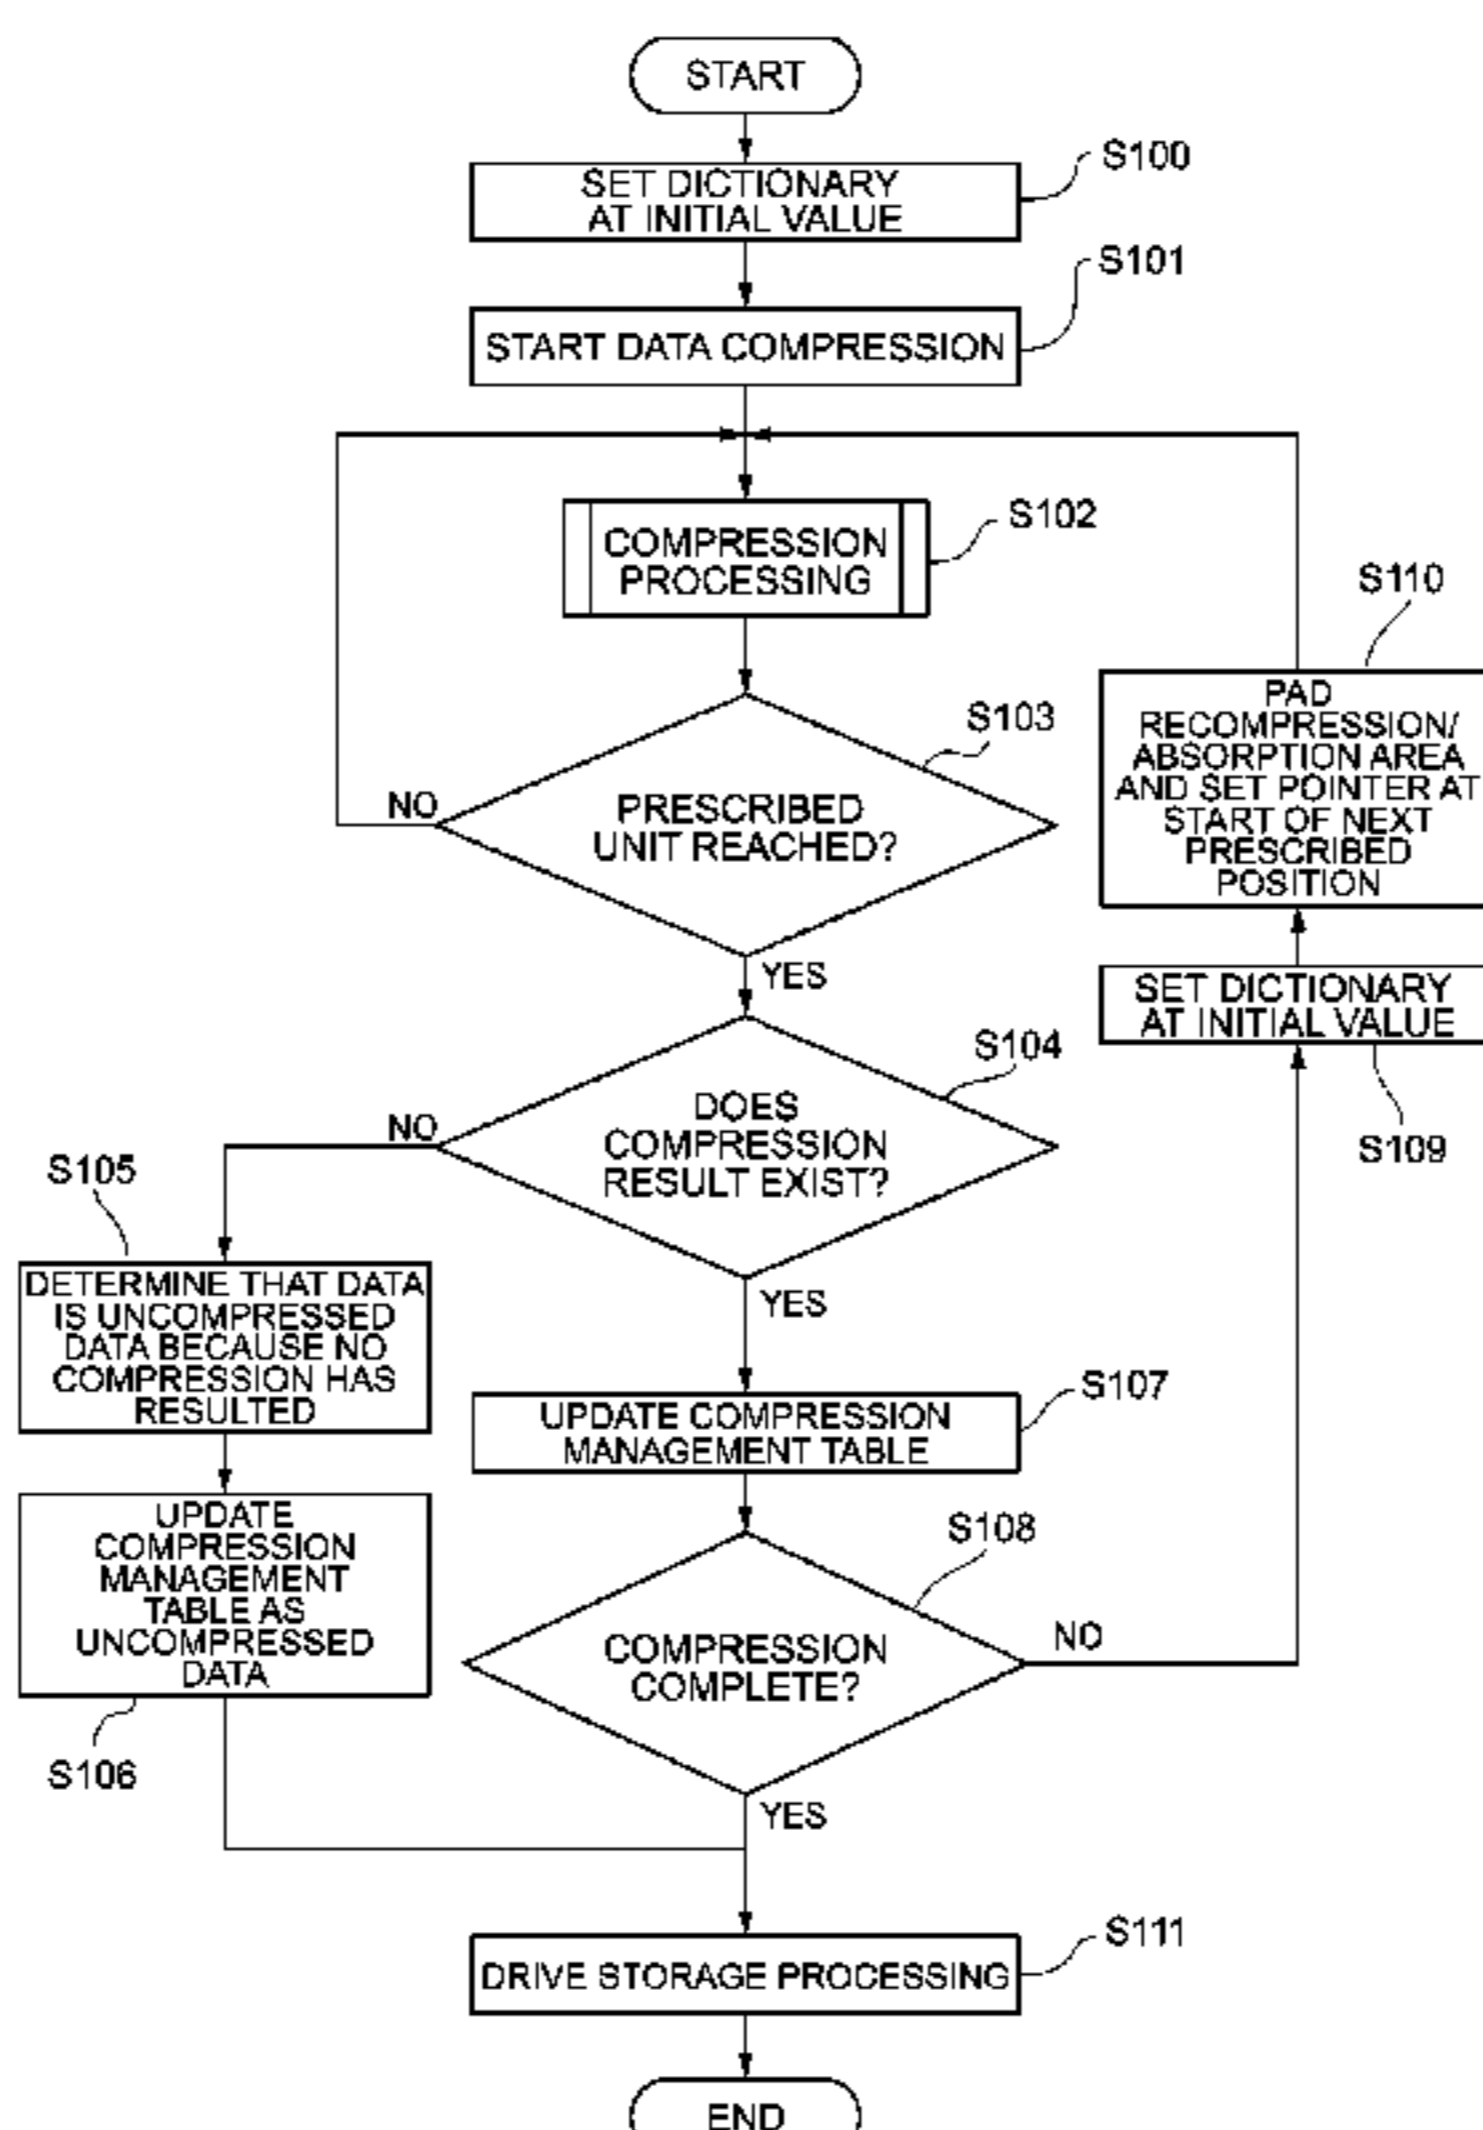 START
S100
SET DICTIONARY
AT INITIAL VALUE
S101
START DATA COMPRESSION
S102
COMPRESSION
PROCESSING
S110
PAD
RECOMPRESSION/
ABSORPTION AREA
AND SET POINTER AT
START OF NEXT
PRESCRIBED
POSITION
S103
NO
PRESCRIBED
UNIT REACHED?
YES
SET DICTIONARY
AT INITIAL VALUE
S109
S104
NO
DOES
COMPRESSION
RESULT EXIST?
YES
S105
DETERMINE THAT DATA
IS UNCOMPRESSED
DATA BECAUSE NO
COMPRESSION HAS
RESULTED
S107
UPDATE COMPRESSION
MANAGEMENT TABLE
UPDATE
COMPRESSION
MANAGEMENT
TABLE AS
UNCOMPRESSED
DATA
S106
S108
COMPRESSION
COMPLETE?
NO
YES
S111
DRIVE STORAGE PROCESSING
END